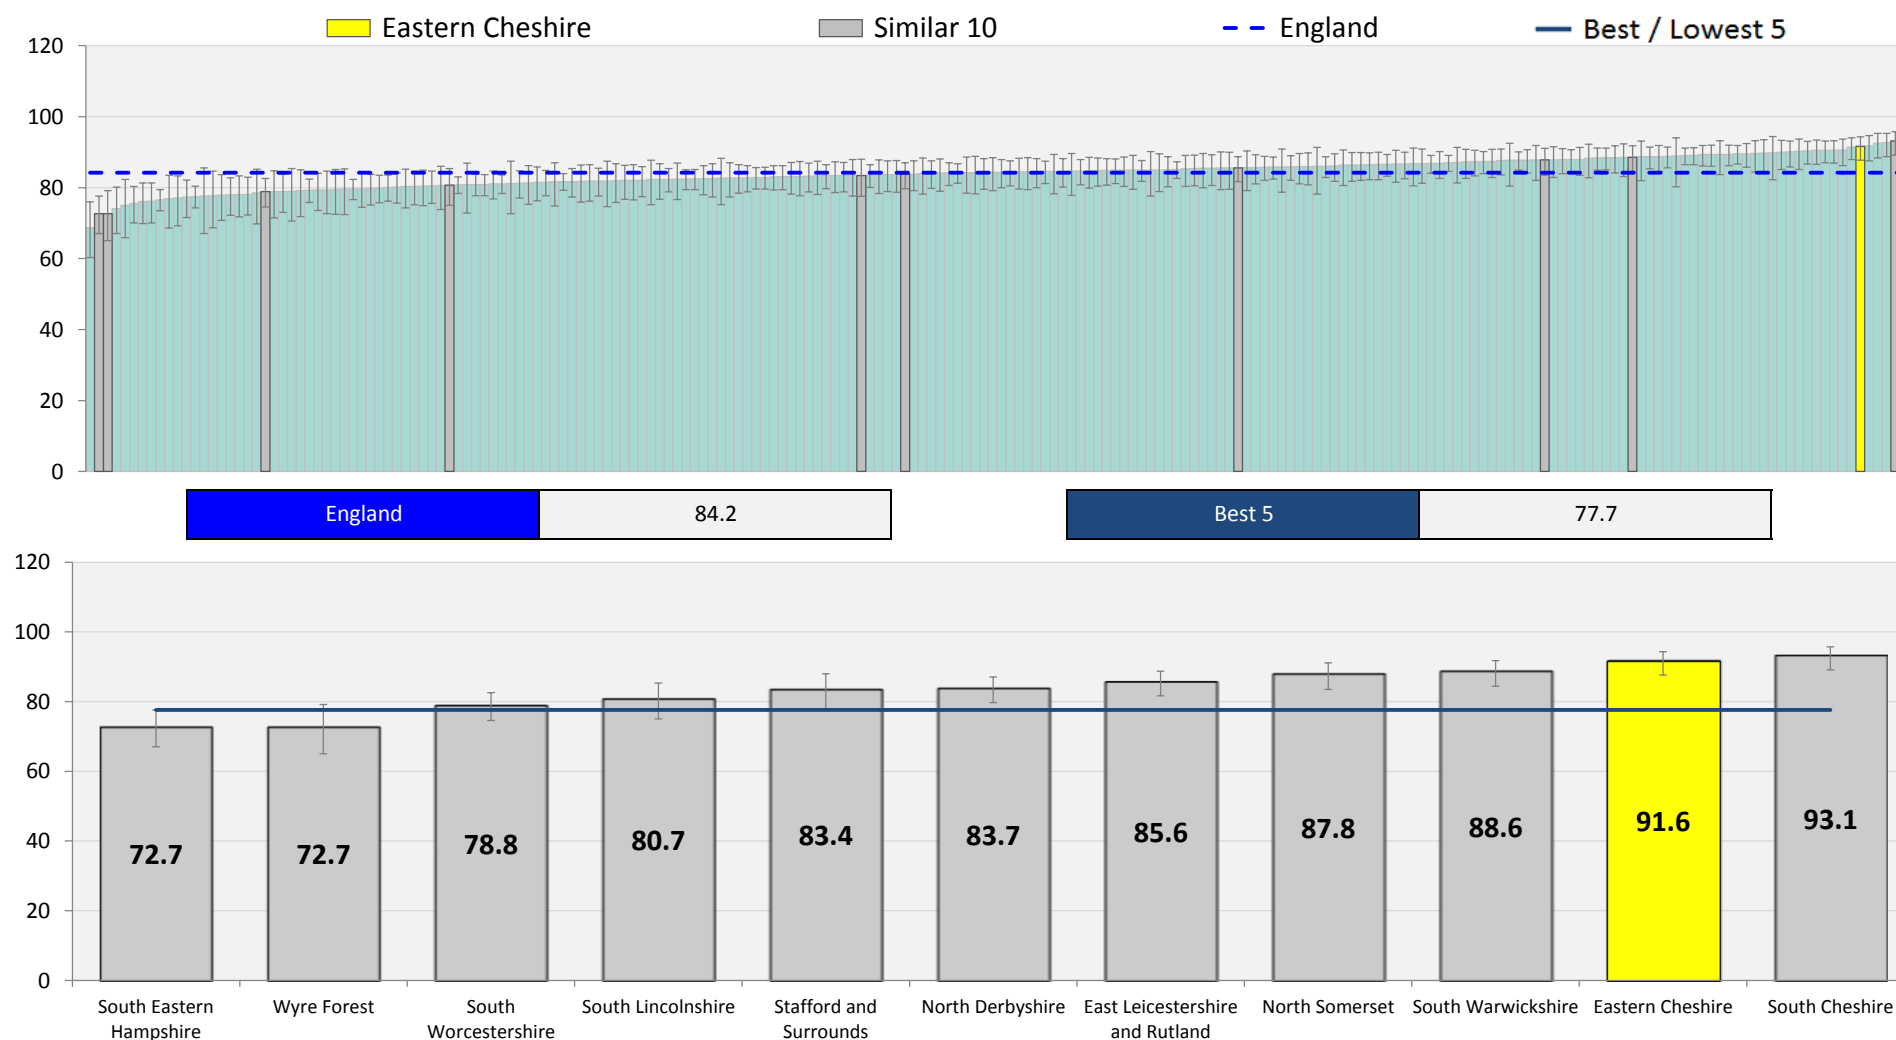 Eastern Cheshire
Similar 10
England
Best / Lowest 5
120
100
80
60
40
20
0
England 84.2
Best 5 77.7
120
100
80
60
40
20
0
72.7
72.7
78.8
80.7
83.4
83.7
85.6
87.8
88.6
91.6
93.1
South Eastern
Hampshire
Wyre Forest
South
Worcestershire
South Lincolnshire
Stafford and
Surrounds
North Derbyshire
East Leicestershire
and Rutland
North Somerset
South Warwickshire
Eastern Cheshire
South Cheshire